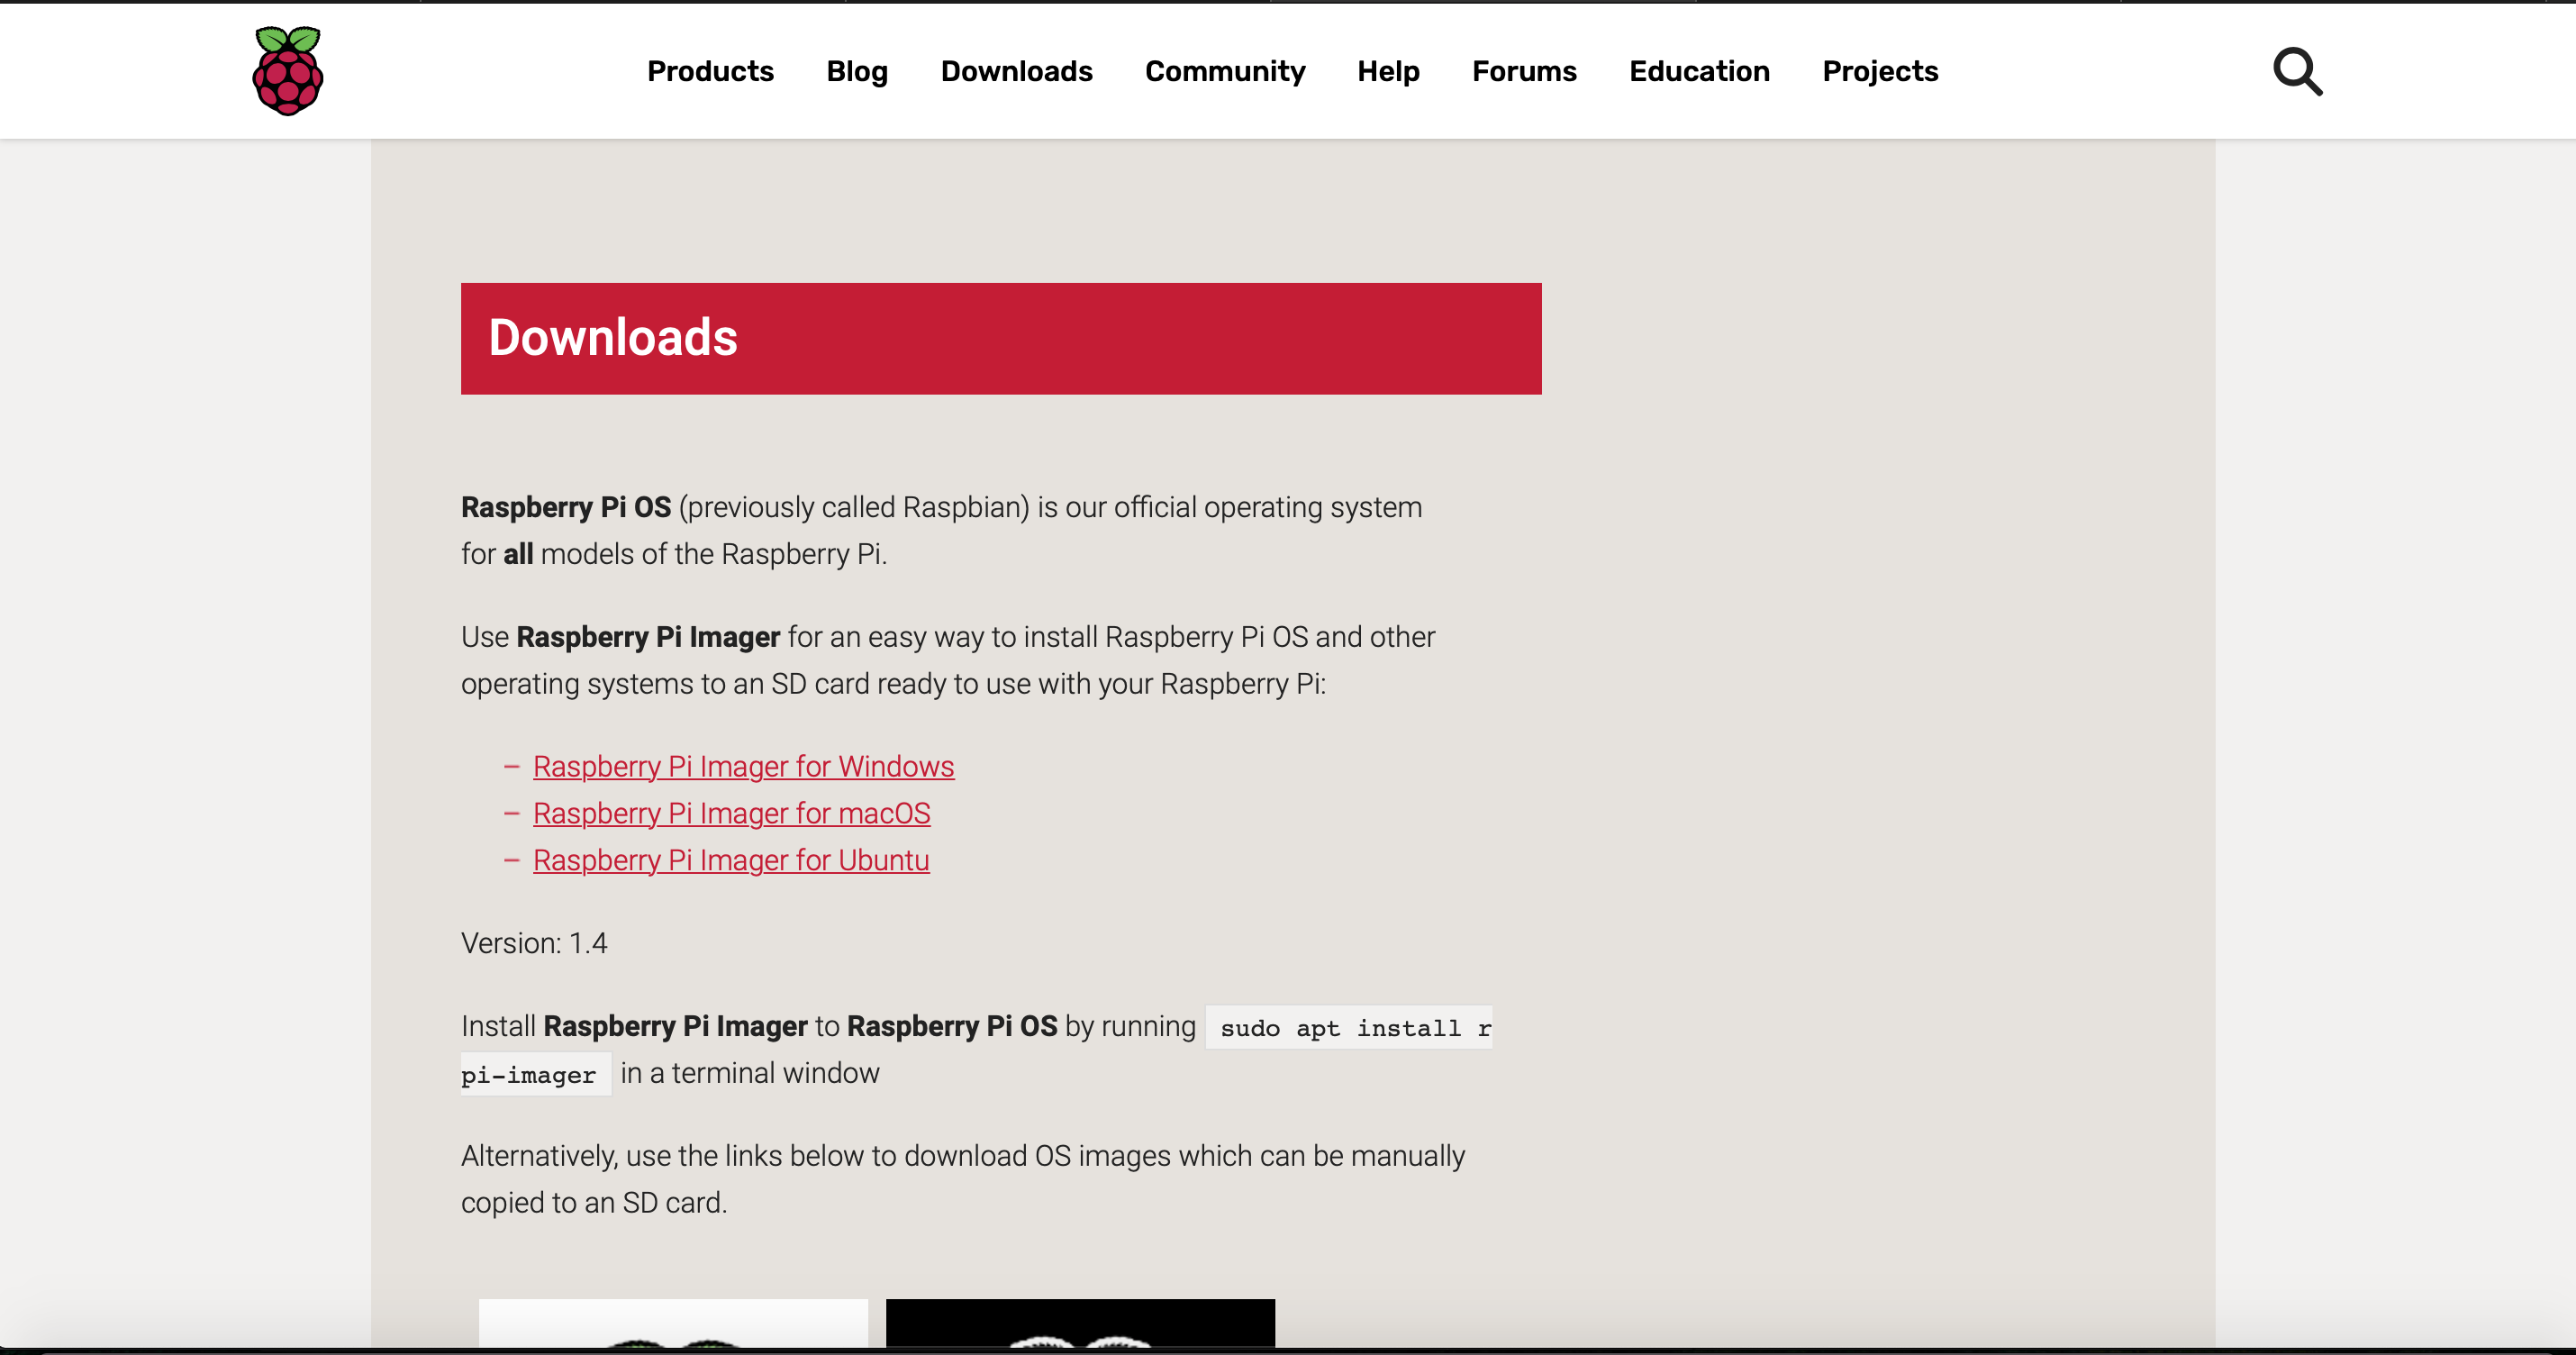 Products Blog Downloads Community Help Forums Education Projects
Downloads
Raspberry Pi OS (previously called Raspbian) is our official operating system
for all models of the Raspberry Pi.
Use Raspberry Pi Imager for an easy way to install Raspberry Pi OS and other
operating systems to an SD card ready to use with your Raspberry Pi:
– Raspberry Pi Imager for Windows
– Raspberry Pi Imager for macOS
– Raspberry Pi Imager for Ubuntu
Version: 1.4
Install Raspberry Pi Imager to Raspberry Pi OS by running sudo apt install r
pi-imager in a terminal window
Alternatively, use the links below to download OS images which can be manually
copied to an SD card.